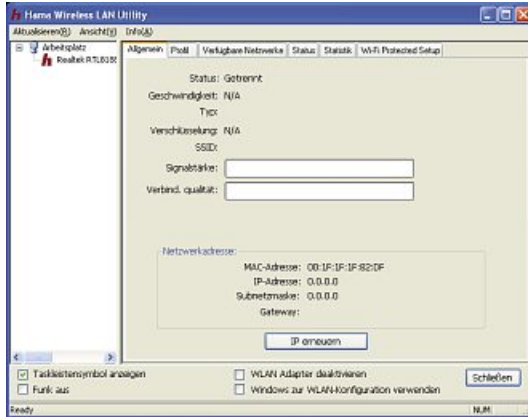 Hama Wireless LAN Utility
Aktualisieren(R) Ansicht(V) Info(A)
Arbeitsplatz
Realtek RTL8188
Allgemein Profil Verfügbare Netzwerke Status Statistik Wi-Fi Protected Setup
Status: Getrennt
Geschwindigkeit: N/A
Typ:
Verschlüsselung: N/A
SSID:
Signalstärke:
Verbind. qualität:
Netzwerkadresse:
MAC-Adresse: 00:1F:1F:1F:82:DF
IP-Adresse: 0.0.0.0
Subnetzmaske: 0.0.0.0
Gateway:
IP erneuern
Taskleistensymbol anzeigen
WLAN Adapter deaktivieren
Funk aus
Windows zur WLAN-Konfiguration verwenden
Schließen
Ready
NUM